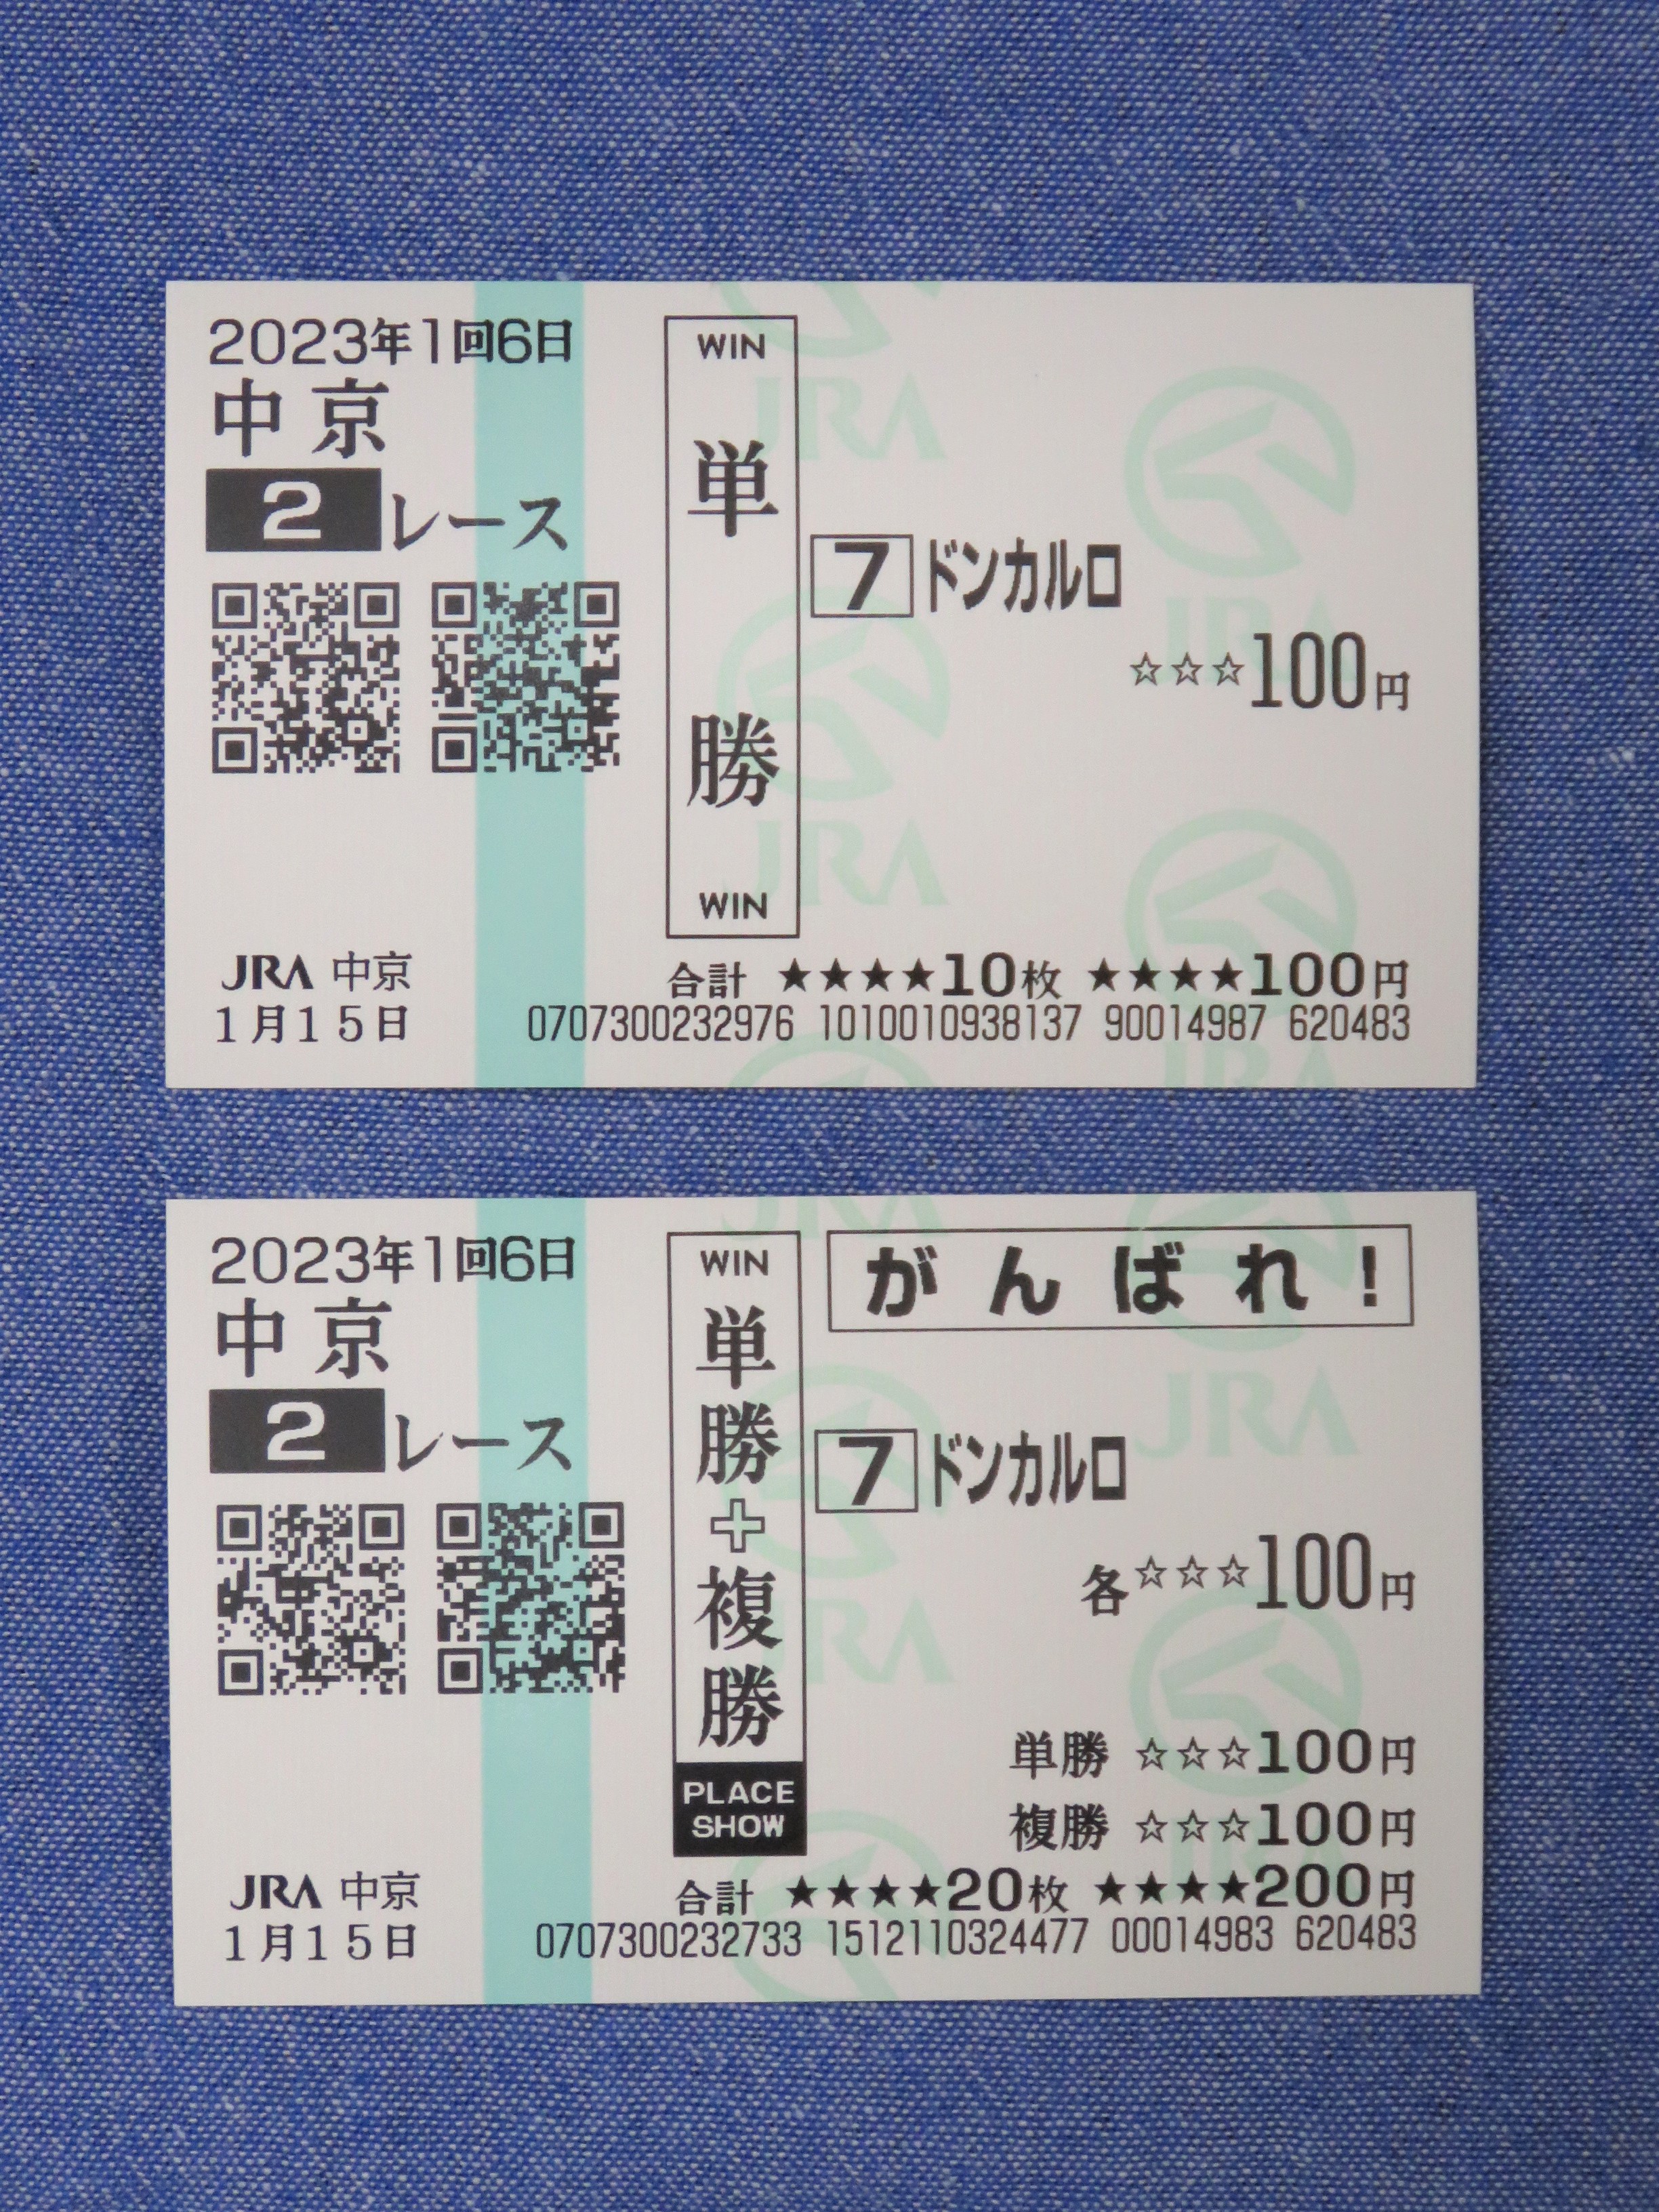 2023年1回6日
中京
2レース
WIN
単勝
WIN
7 ドンカルロ
☆☆☆100円
合計 ★★★★10枚 ★★★★100円
JRA 中京
1月15日
0707300232976 1010010938137 90014987 620483
2023年1回6日
中京
2レース
WIN
単勝+複勝
PLACE
SHOW
がんばれ!
7 ドンカルロ
各☆☆☆100円
単勝 ☆☆☆100円
複勝 ☆☆☆100円
合計 ★★★★20枚 ★★★★200円
JRA 中京
1月15日
0707300232733 1512110324477 00014983 620483